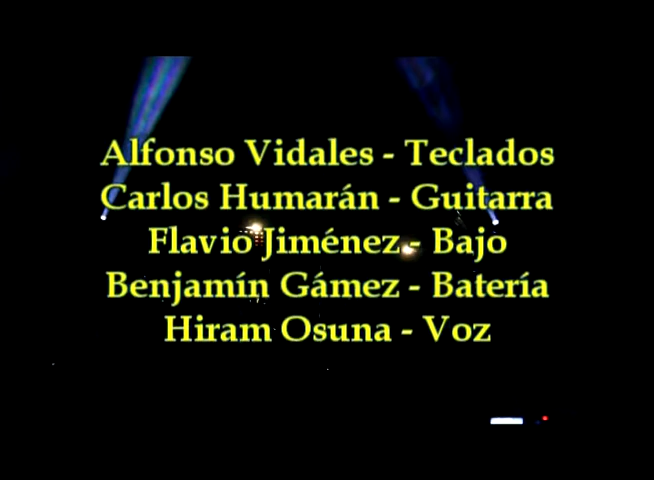 Alfonso Vidales - Teclados
Carlos Humarán - Guitarra
Flavio Jiménez - Bajo
Benjamín Gámez - Batería
Hiram Osuna - Voz